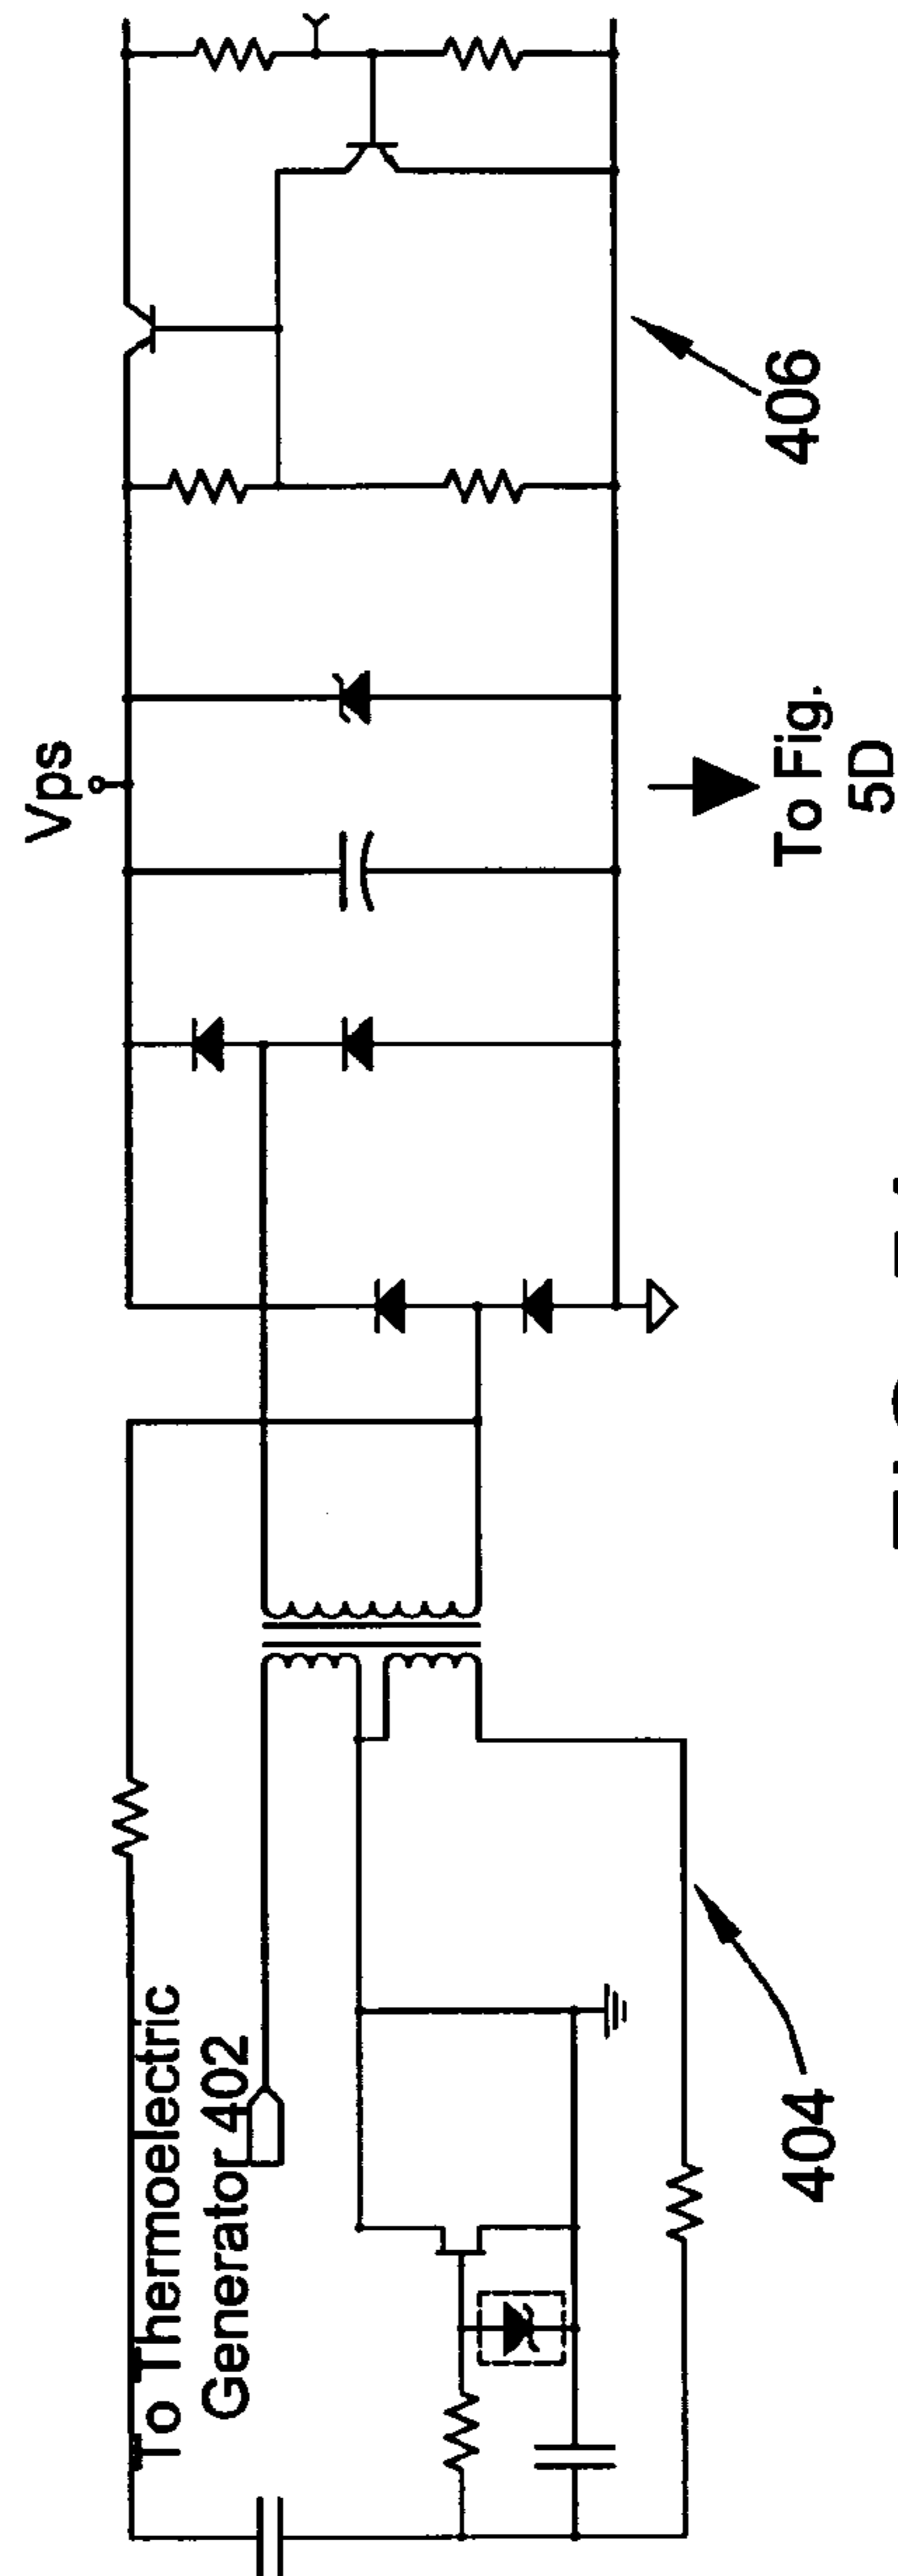 Vps
To Thermoelectric
Generator 402
404
406
To Fig.
5D